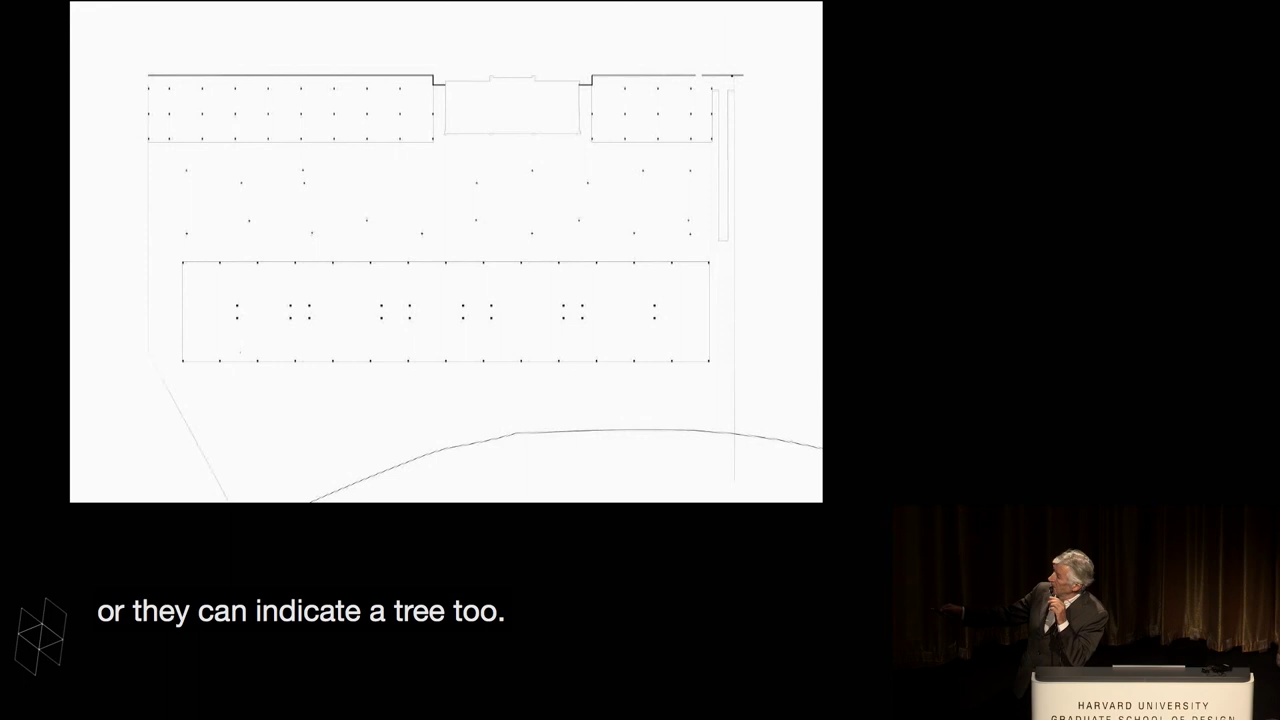 or they can indicate a tree too.
HARVARD UNIVERSITY
GRADUATE SCHOOL OF DESIGN